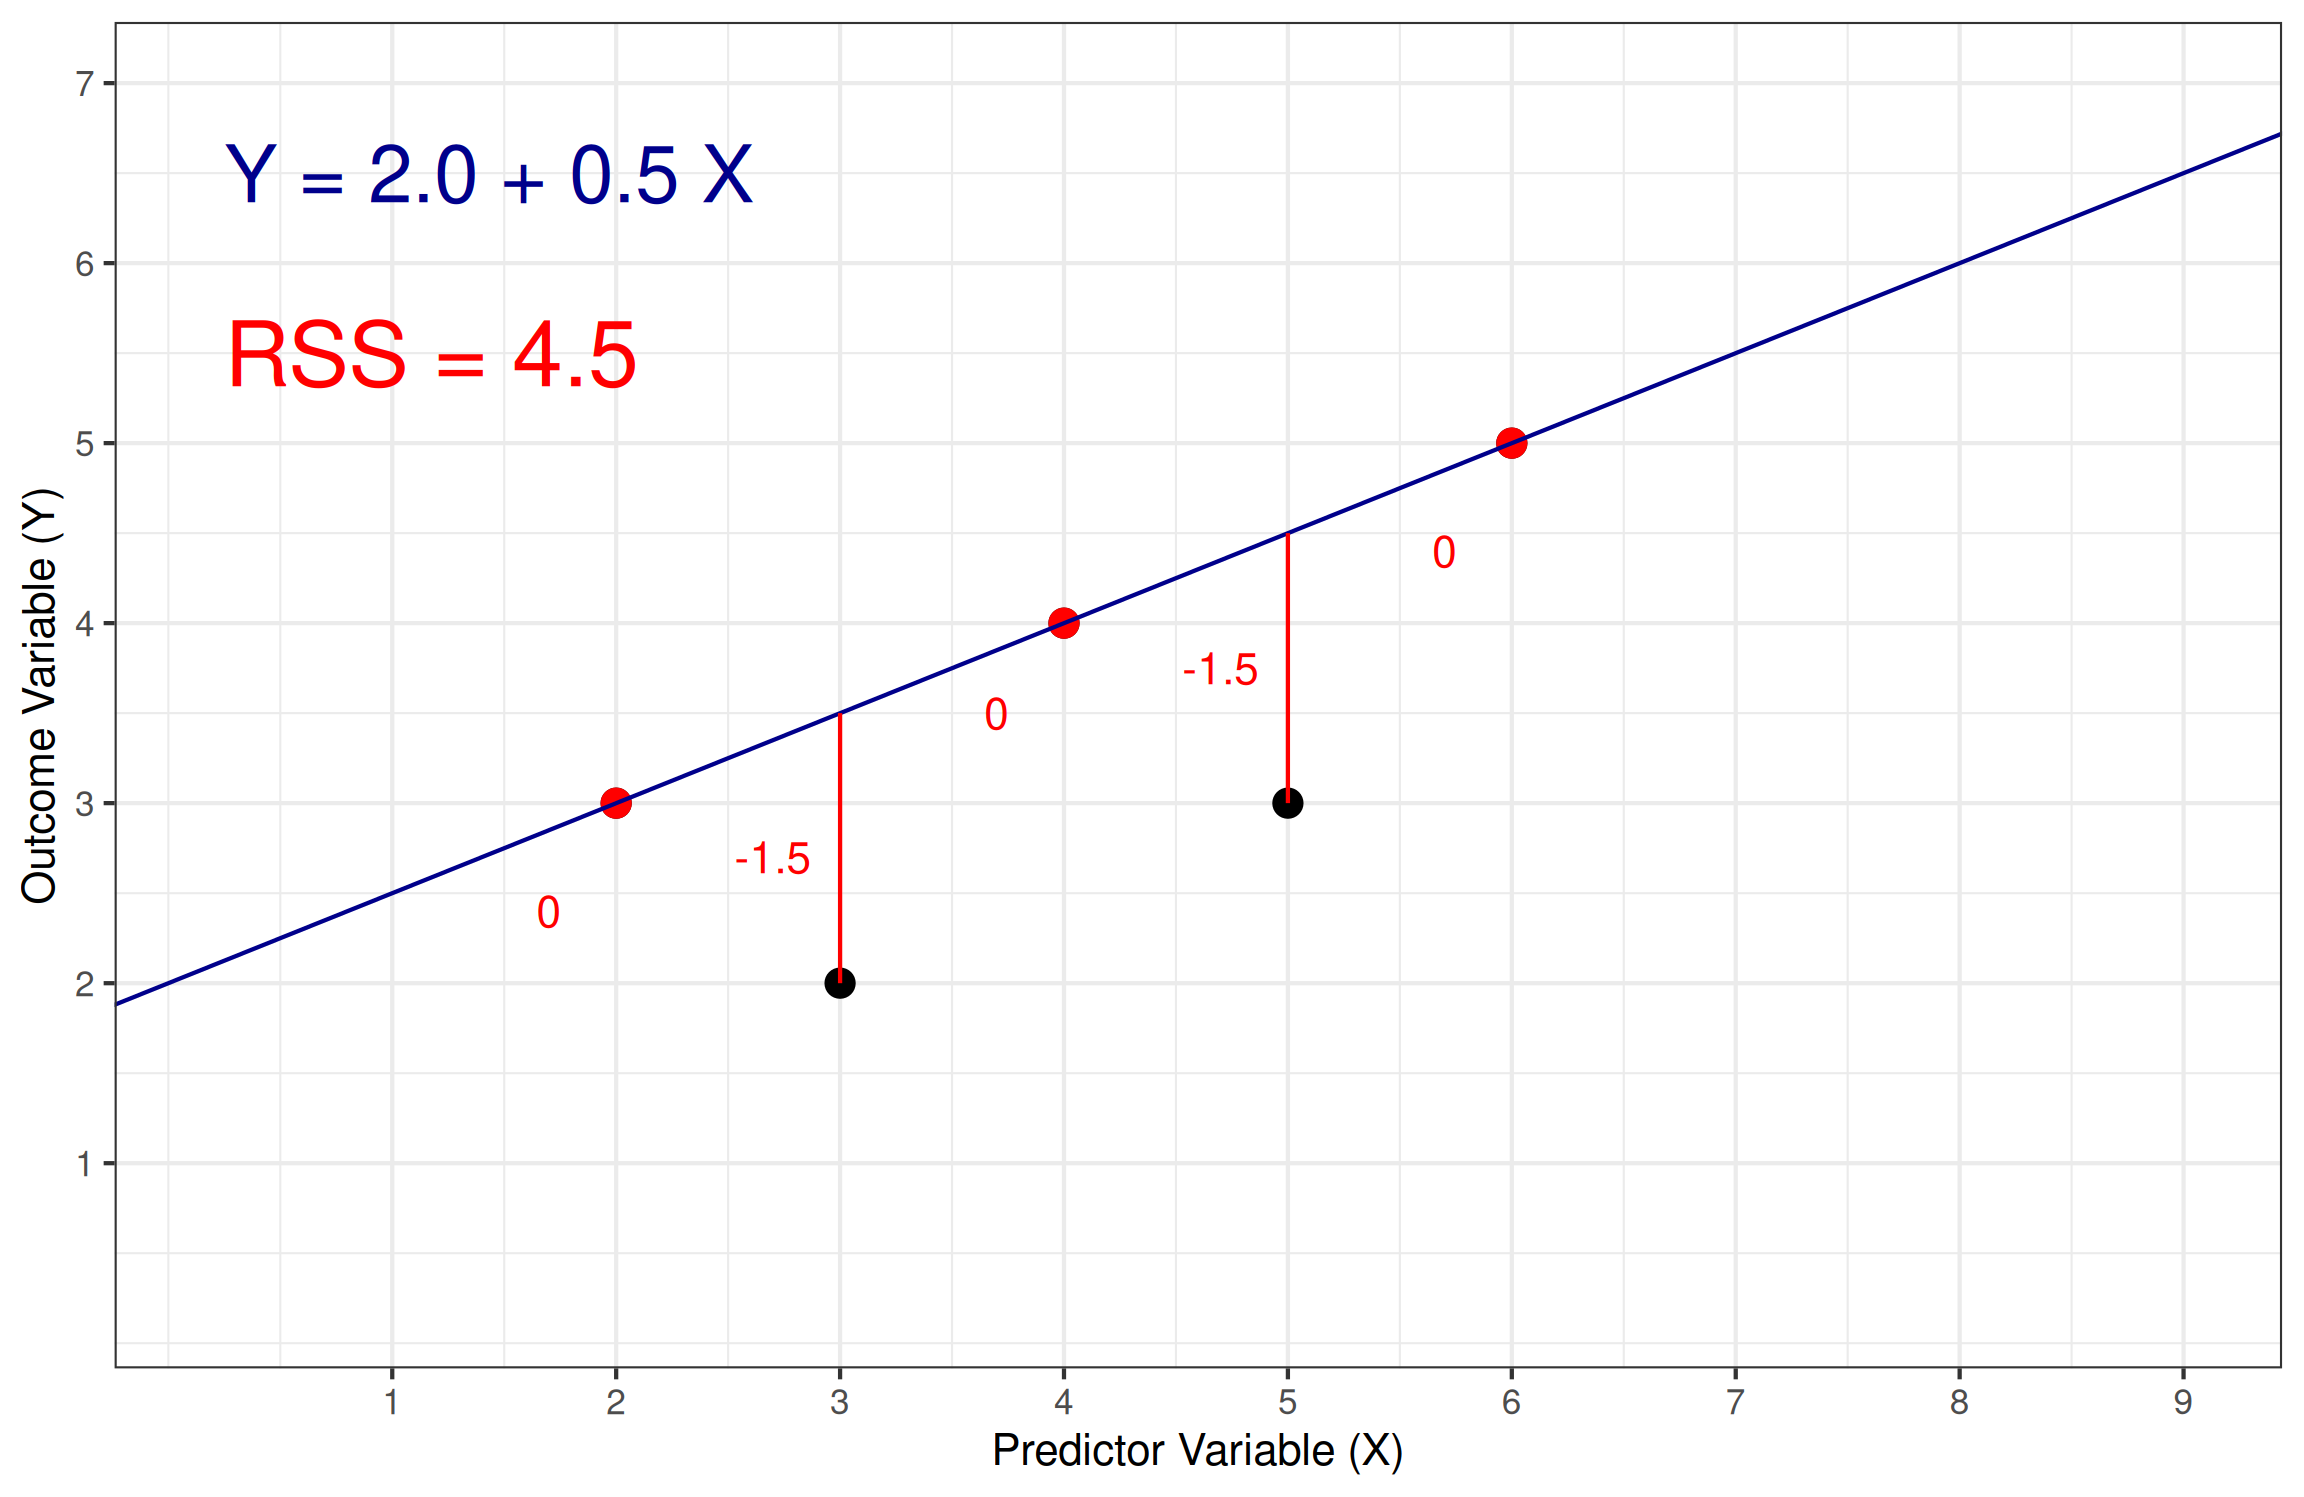 Y = 2.0 + 0.5 X
RSS = 4.5
7
6
5
4
3
2
1
Outcome Variable (Y)
0
-1.5
0
-1.5
0
1 2 3 4 5 6 7 8 9
Predictor Variable (X)